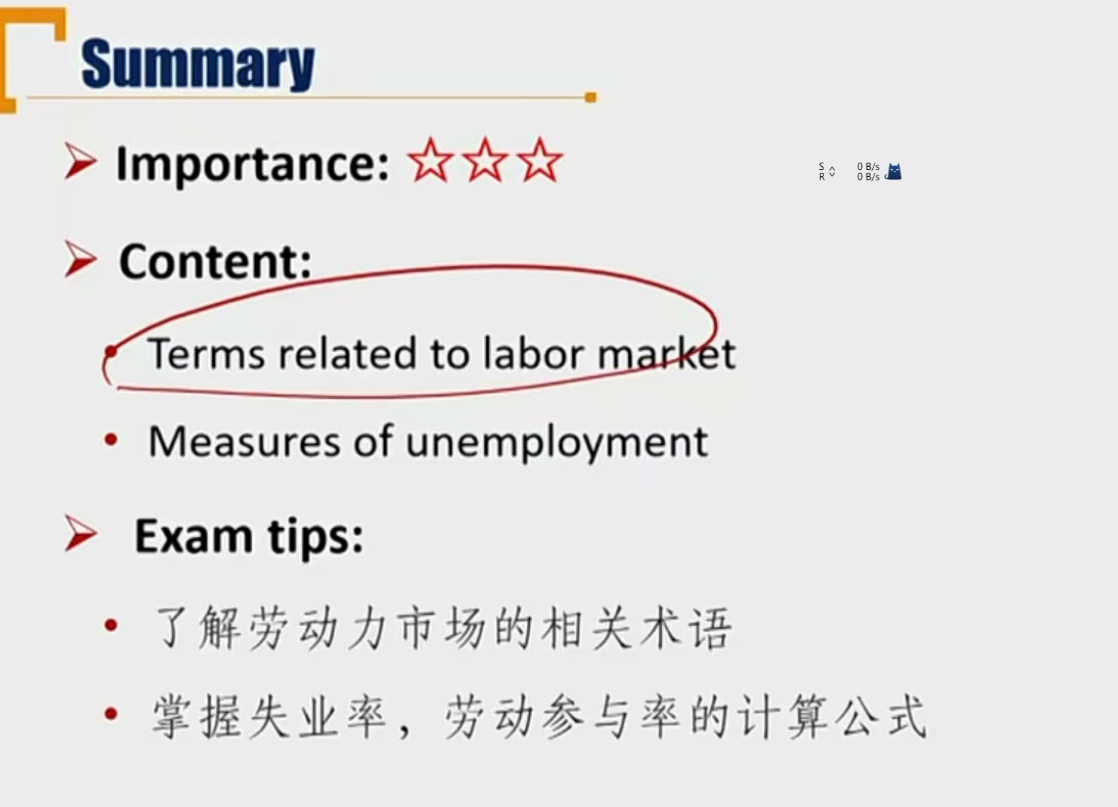 Summary
Importance: ☆☆☆
S 0 B/s
R 0 B/s
Content:
Terms related to labor market
Measures of unemployment
Exam tips:
了解劳动力市场的相关术语
掌握失业率，劳动参与率的计算公式